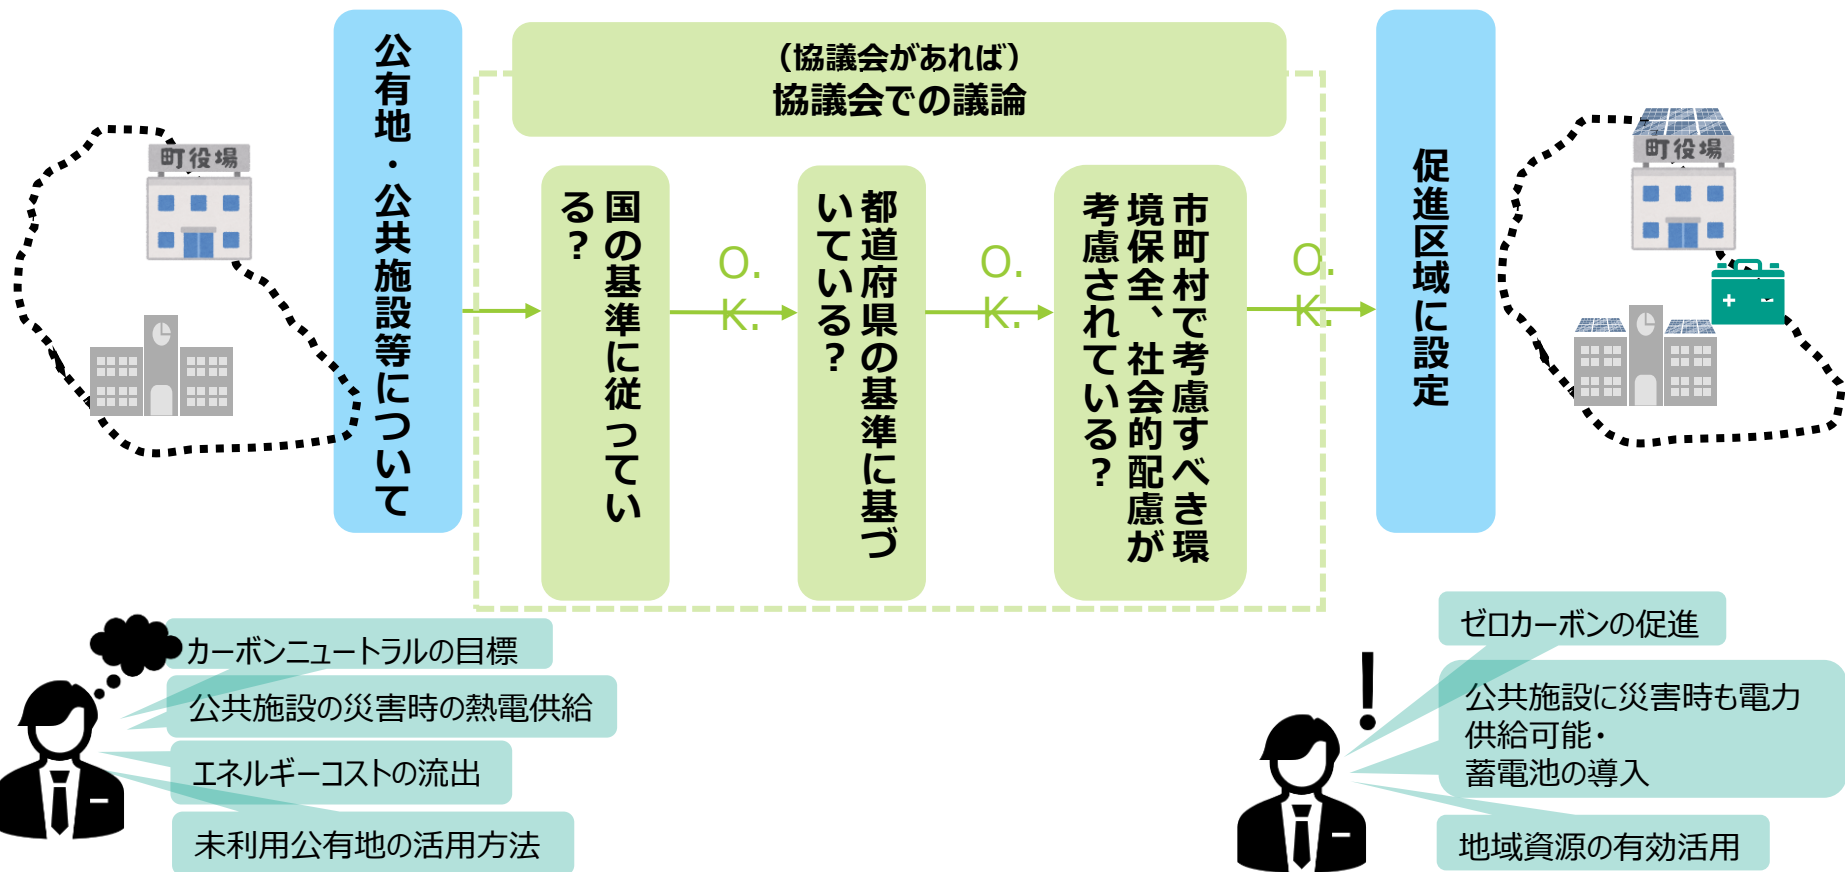 公有地・公共施設等について
（協議会があれば）
協議会での議論
国の基準に従ってい
る？
O.
K.
都道府県の基準に基づ
いている？
O.
K.
市町村で考慮すべき環
境保全、社会的配慮が
考慮されている？
O.
K.
促進区域に設定
町役場
町役場
カーボンニュートラルの目標
公共施設の災害時の熱電供給
エネルギーコストの流出
未利用公有地の活用方法
！
ゼロカーボンの促進
公共施設に災害時も電力
供給可能・
蓄電池の導入
地域資源の有効活用